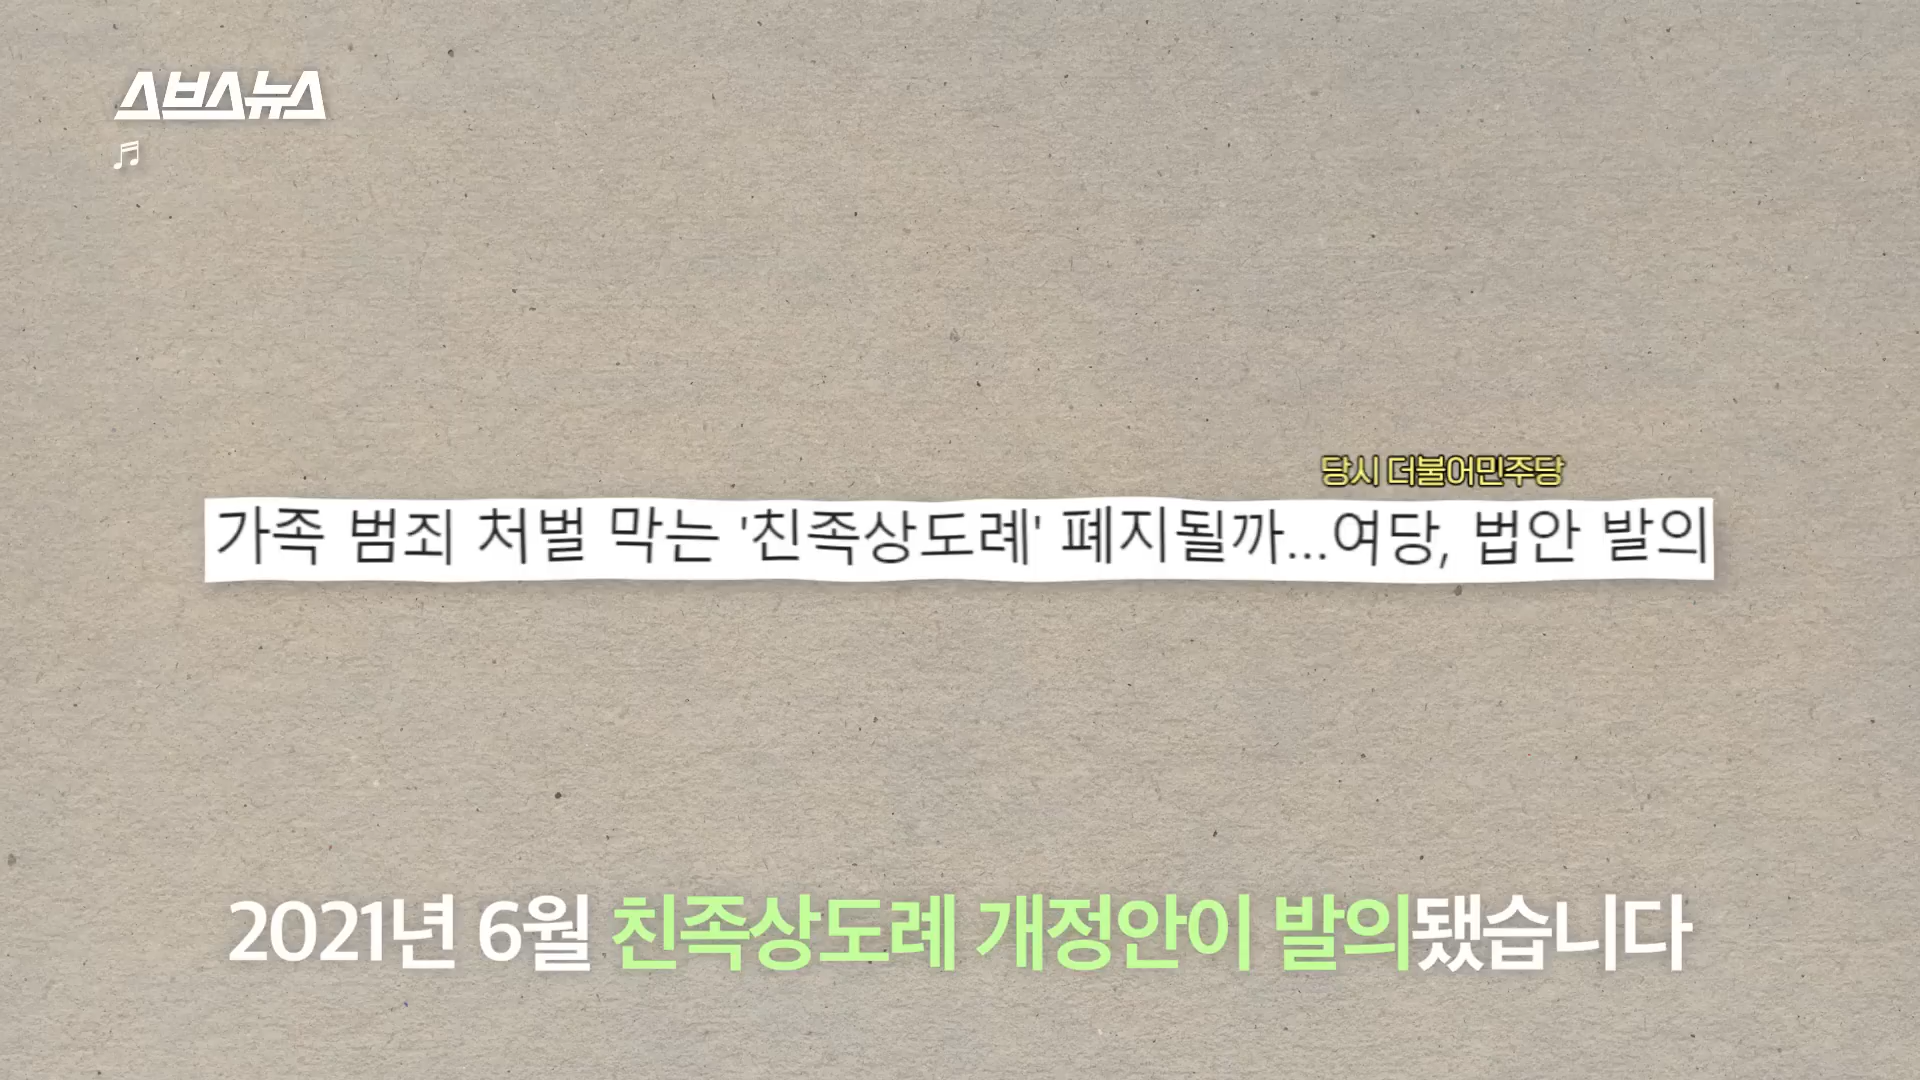 스브스뉴스
당시 더불어민주당
가족 범죄 처벌 막는 '친족상도례' 폐지될까...여당, 법안 발의
2021년 6월 친족상도례 개정안이 발의됐습니다